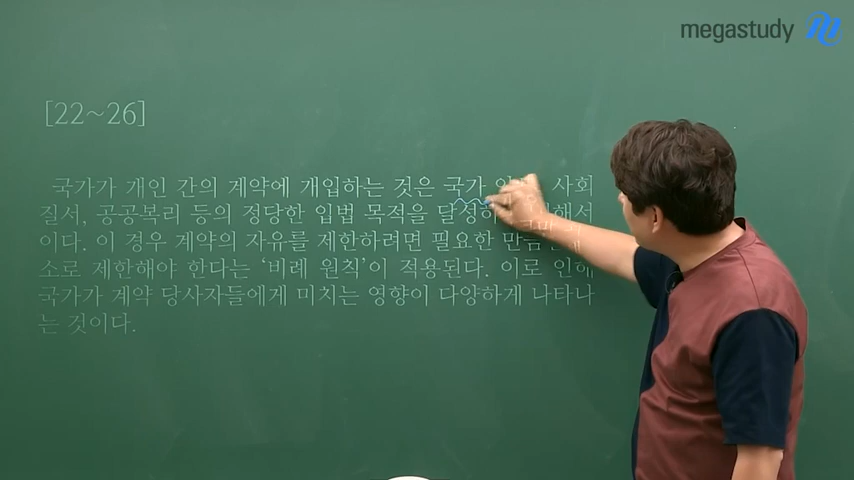 megastudy
[22~26]
국가가 개인 간의 계약에 개입하는 것은 국가 사회
질서, 공공복리 등의 정당한 입법 목적을 달성하
이다. 이 경우 계약의 자유를 제한하려면 필요한
소로 제한해야 한다는 ‘비례 원칙’이 적용된다. 이로 인해
국가가 계약 당사자들에게 미치는 영향이 다양하게 나타나
는 것이다.